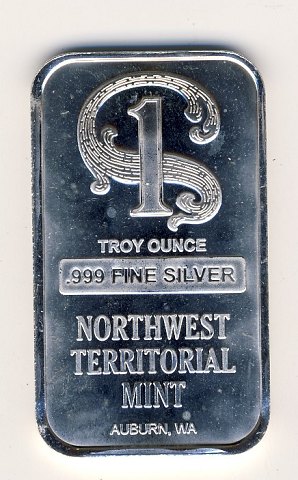 1
TROY OUNCE
.999 FINE SILVER
NORTHWEST
TERRITORIAL
MINT
AUBURN, WA